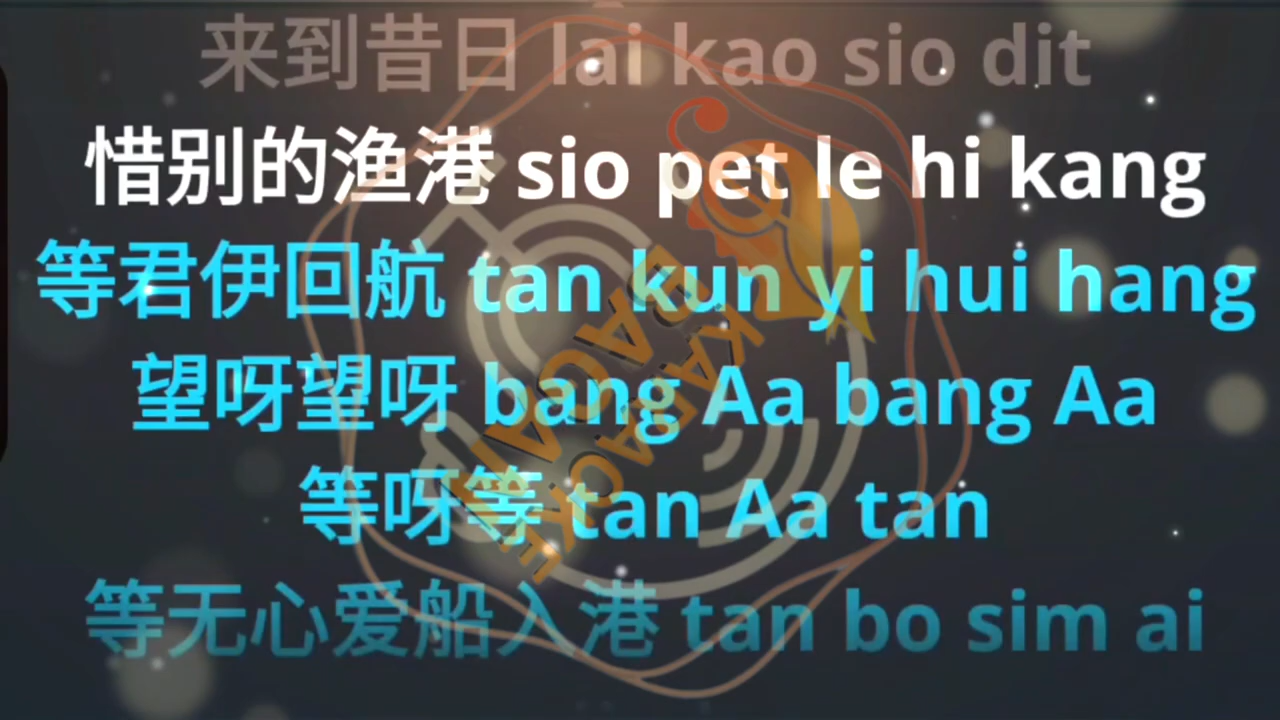 来到昔日 lai kao sio dit
惜别的渔港 sio pet le hi kang
等君伊回航 tan kun yi hui hang
望呀望呀 bang Aa bang Aa
等呀等 tan Aa tan
等无心爱船入港 tan bo sim ai
KARAOKE